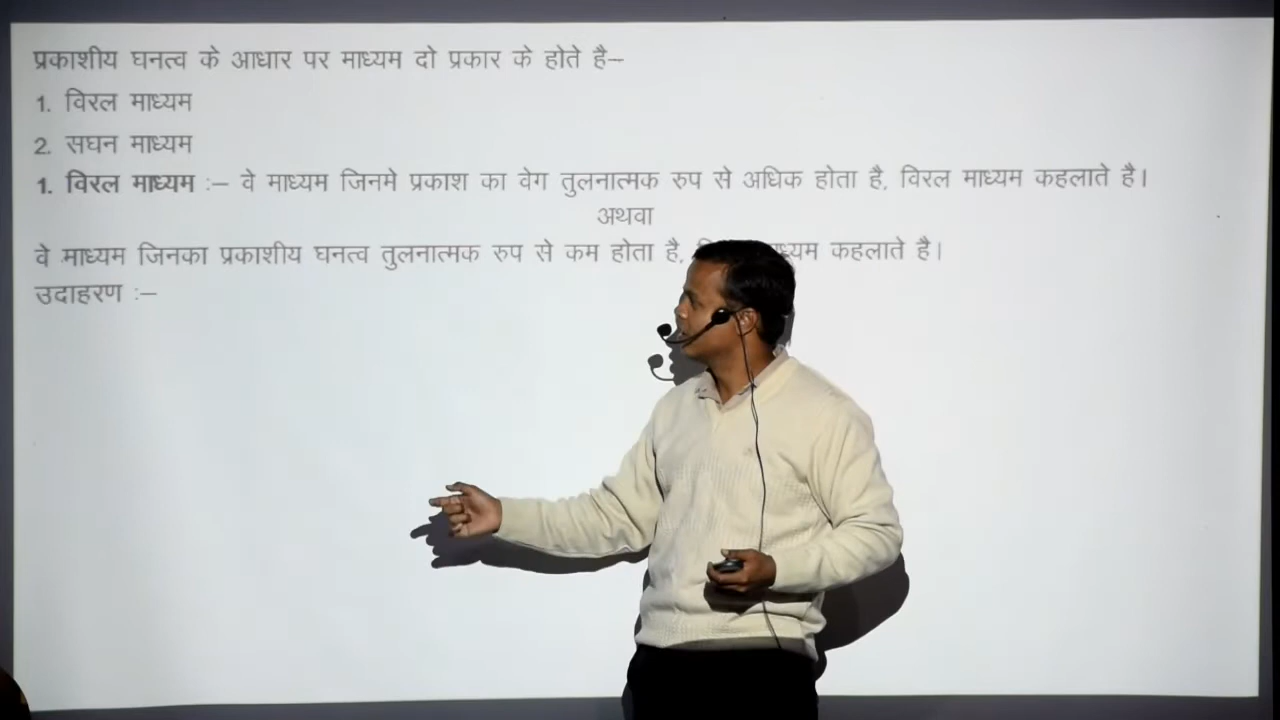 प्रकाशीय घनत्व के आधार पर माध्यम दो प्रकार के होते है–
1. विरल माध्यम
2. सघन माध्यम
1. विरल माध्यम :– वे माध्यम जिनमे प्रकाश का वेग तुलनात्मक रुप से अधिक होता है, विरल माध्यम कहलाते है।
अथवा
वे माध्यम जिनका प्रकाशीय घनत्व तुलनात्मक रुप से कम होता है, कहलाते है।
उदाहरण :–